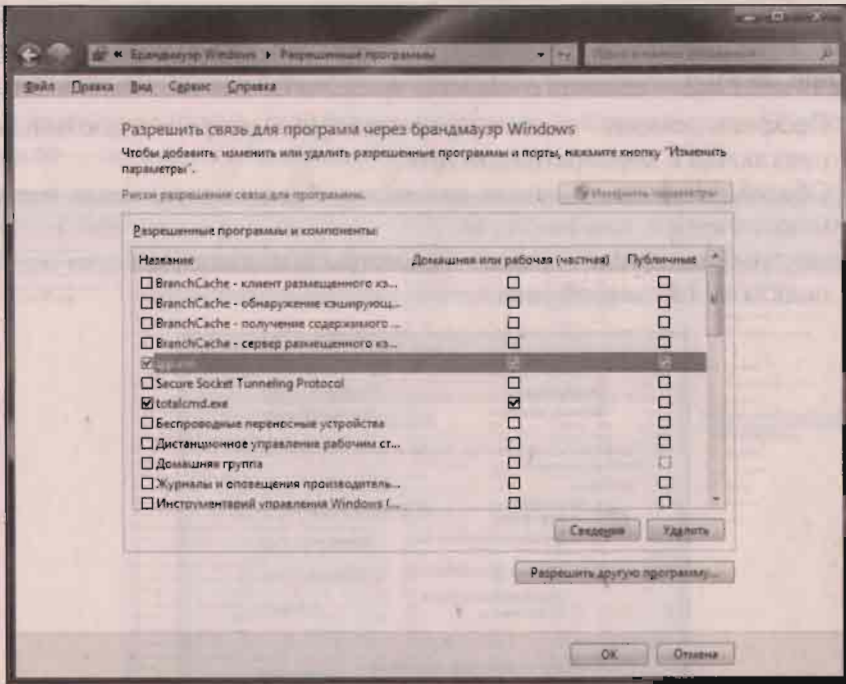 « Брандмауэр Windows ▸ Разрешенные программы
Файл Правка Вид Сервис Справка
Разрешить связь для программ через брандмауэр Windows
Чтобы добавить, изменить или удалить разрешенные программы и порты, нажмите кнопку "Изменить
параметры".
Риски разрешения связи для программы.
Изменить параметры
Разрешенные программы и компоненты:
Название Домашняя или рабочая (частная) Публичные
BranchCache - клиент размещенного кэ...
BranchCache - обнаружение кэширующ...
BranchCache - получение содержимого ...
BranchCache - сервер размещенного кэ...
Secure Socket Tunneling Protocol
totalcmd.exe
Беспроводные переносные устройства
Дистанционное управление рабочим ст...
Домашняя группа
Журналы и оповещения производитель...
Инструментарий управления Windows (...
Сведения Удалить
Разрешить другую программу...
OK Отмена